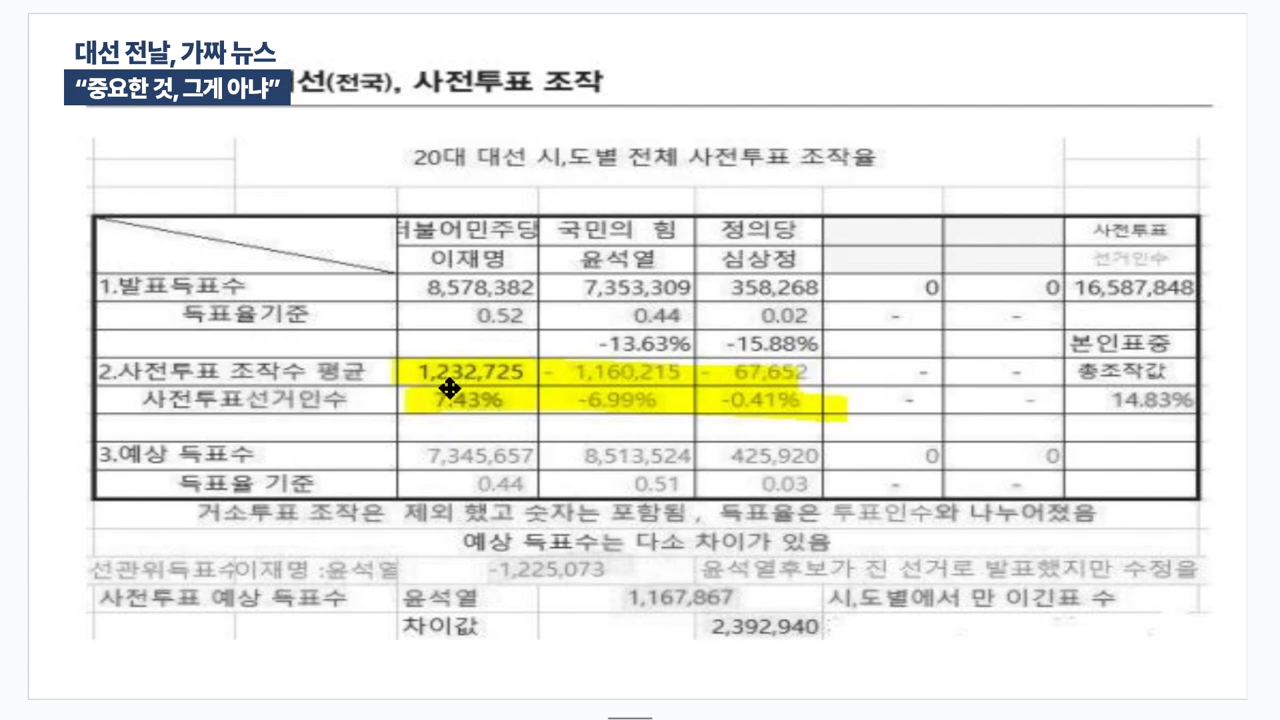 대선 전날, 가짜 뉴스
“중요한 것, 그게 아냐”
선(전국), 사전투표 조작
20대 대선 시,도별 전체 사전투표 조작율
더불어민주당 국민의 힘 정의당 사전투표
이재명 윤석열 심상정 선거인수
1.발표득표수 8,578,382 7,353,309 358,268 0 0 16,587,848
득표율기준 0.52 0.44 0.02 - -
-13.63% -15.88% 본인표중
2.사전투표 조작수 평균 1,232,725 - 1,160,215 - 67,652 - - 총조작값
사전투표선거인수 7.43% -6.99% -0.41% - - 14.83%
3.예상 득표수 7,345,657 8,513,524 425,920 0 0
득표율 기준 0.44 0.51 0.03 - -
거소투표 조작은 제외 했고 숫자는 포함됨 , 득표율은 투표인수와 나누어졌음
예상 득표수는 다소 차이가 있음
선관위득표수이재명 :윤석열 -1,225,073 윤석열후보가 진 선거로 발표했지만 수정을
사전투표 예상 득표수 윤석열 1,167,867 시,도별에서 만 이긴표 수
차이값 2,392,940